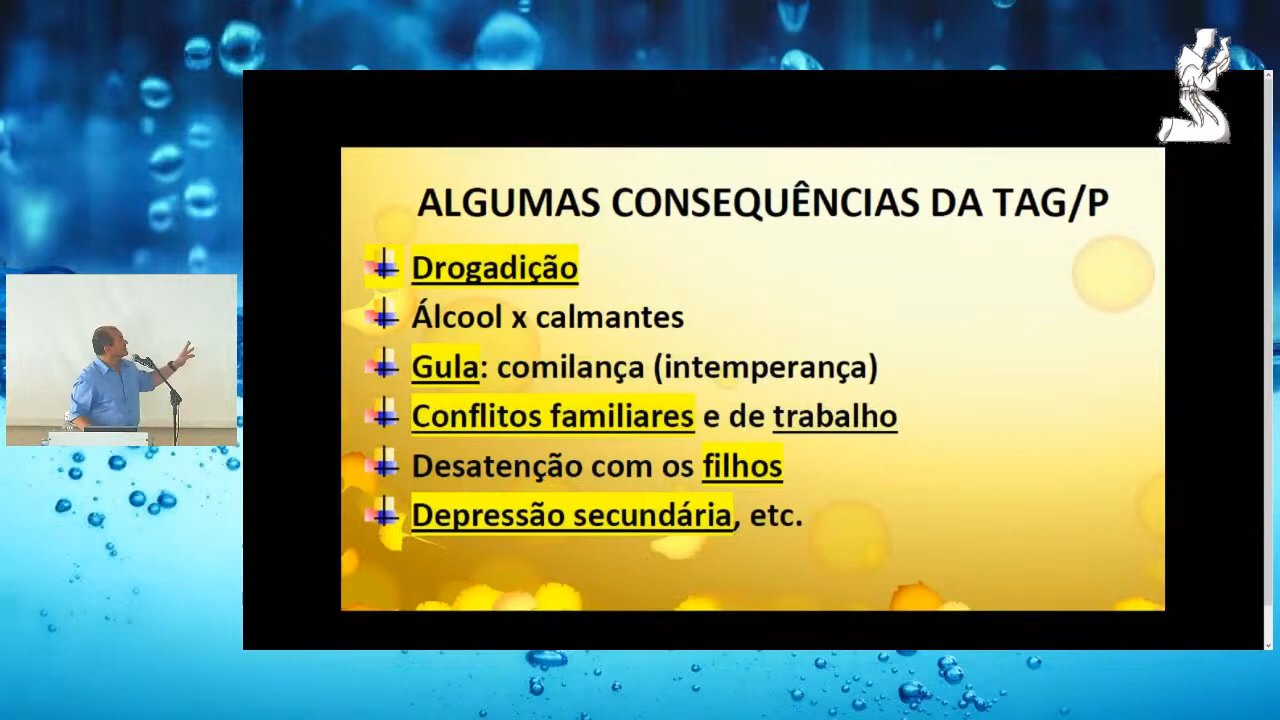 ALGUMAS CONSEQUÊNCIAS DA TAG/P
Drogadição
Álcool x calmantes
Gula: comilança (intemperança)
Conflitos familiares e de trabalho
Desatenção com os filhos
Depressão secundária, etc.